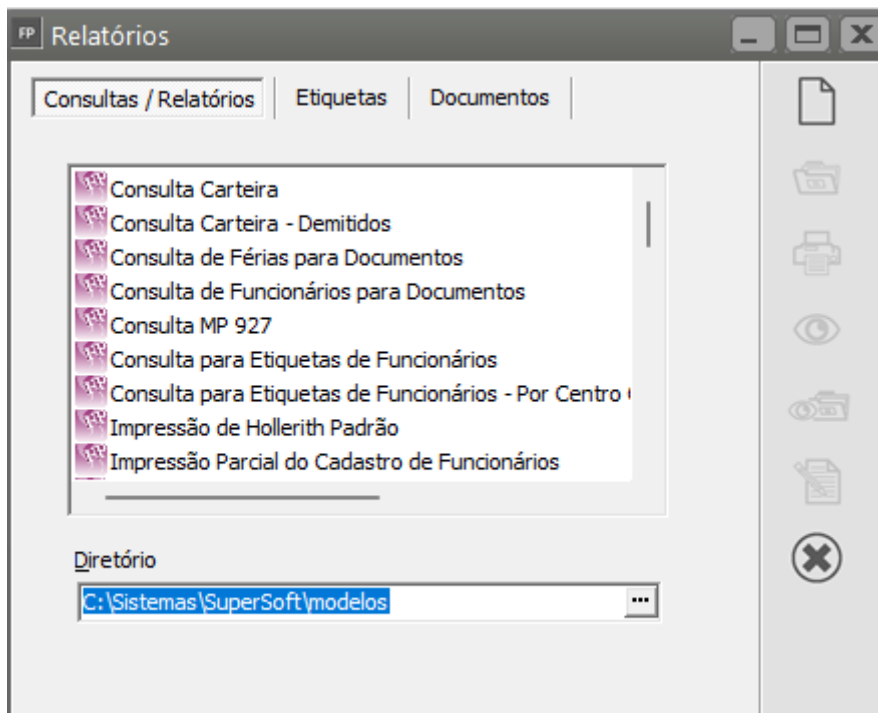 FP Relatórios
Consultas / Relatórios Etiquetas Documentos
Consulta Carteira
Consulta Carteira - Demitidos
Consulta de Férias para Documentos
Consulta de Funcionários para Documentos
Consulta MP 927
Consulta para Etiquetas de Funcionários
Consulta para Etiquetas de Funcionários - Por Centro
Impressão de Hollerith Padrão
Impressão Parcial do Cadastro de Funcionários
Diretório
C:\Sistemas\SuperSoft\modelos ...